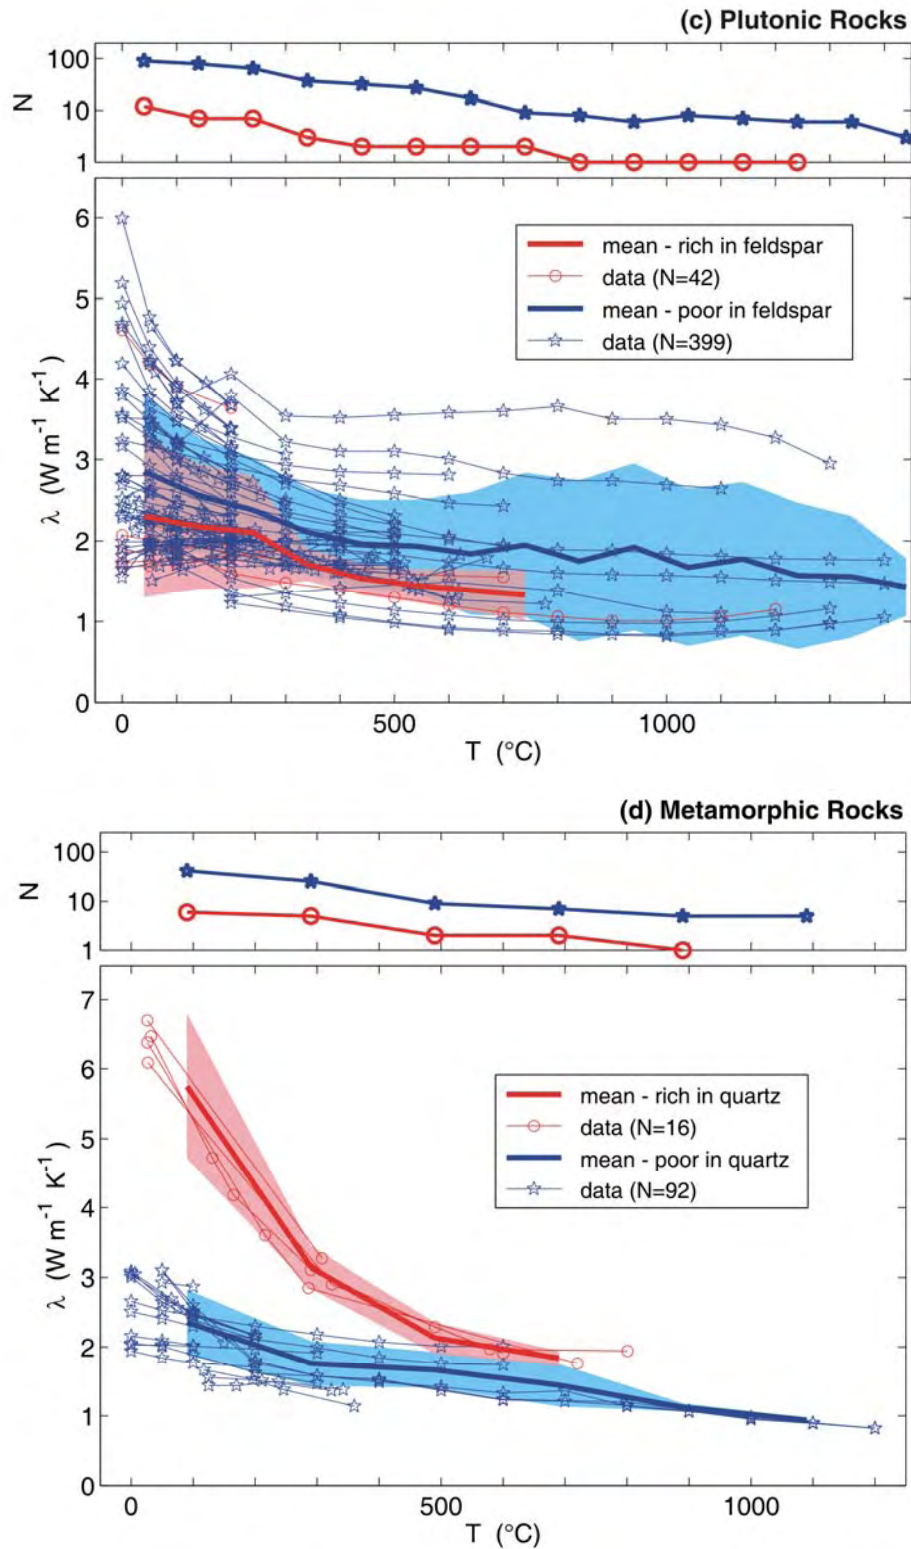 (c) Plutonic Rocks
100
10
1
N
6
5
4
3
2
1
0
λ (W m-1 K-1)
mean - rich in feldspar
data (N=42)
mean - poor in feldspar
data (N=399)
0 500 1000
T (°C)
(d) Metamorphic Rocks
100
10
1
N
7
6
5
4
3
2
1
0
λ (W m-1 K-1)
mean - rich in quartz
data (N=16)
mean - poor in quartz
data (N=92)
0 500 1000
T (°C)